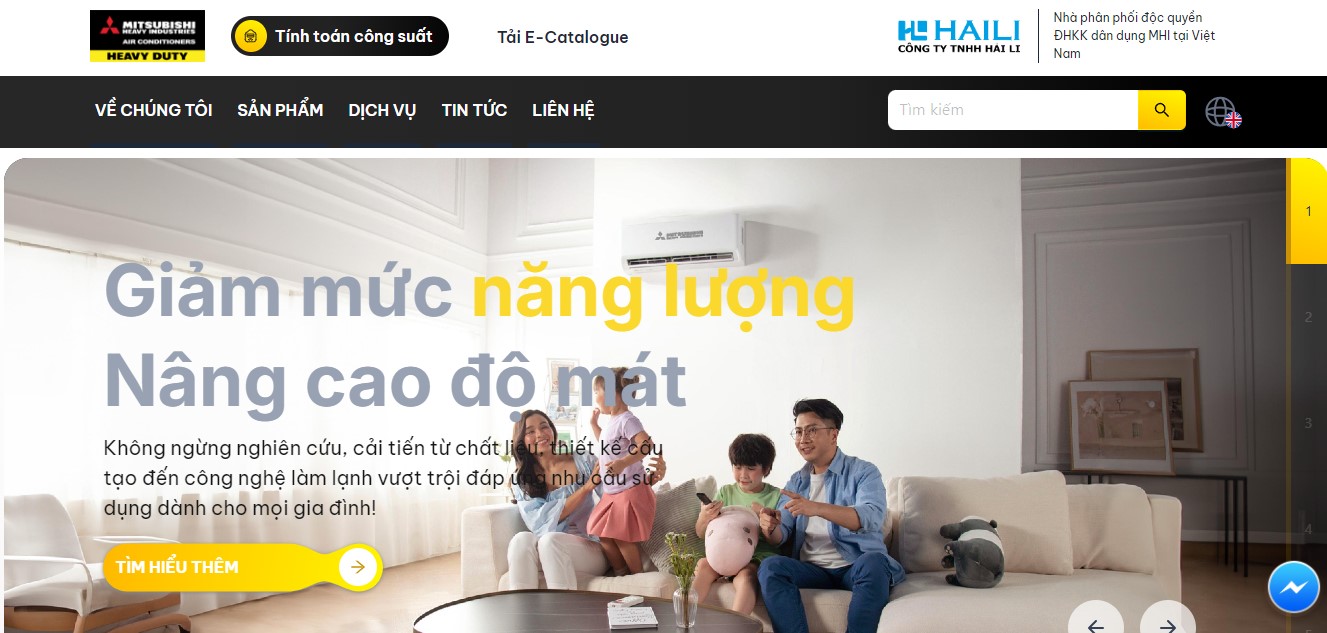 MITSUBISHI
HEAVY INDUSTRIES
AIR CONDITIONERS
HEAVY DUTY
Tính toán công suất
Tải E-Catalogue
HAILI
CÔNG TY TNHH HẢI LI
Nhà phân phối độc quyền
ĐHKK dân dụng MHI tại Việt
Nam
VỀ CHÚNG TÔI
SẢN PHẨM
DỊCH VỤ
TIN TỨC
LIÊN HỆ
Tìm kiếm
MITSUBISHI
HEAVY INDUSTRIES
Giảm mức năng lượng
Nâng cao độ mát
Không ngừng nghiên cứu, cải tiến từ chất liệu, thiết kế cấu
tạo đến công nghệ làm lạnh vượt trội đáp ứng nhu cầu sử
dụng dành cho mọi gia đình!
TÌM HIỂU THÊM
1
2
3
4